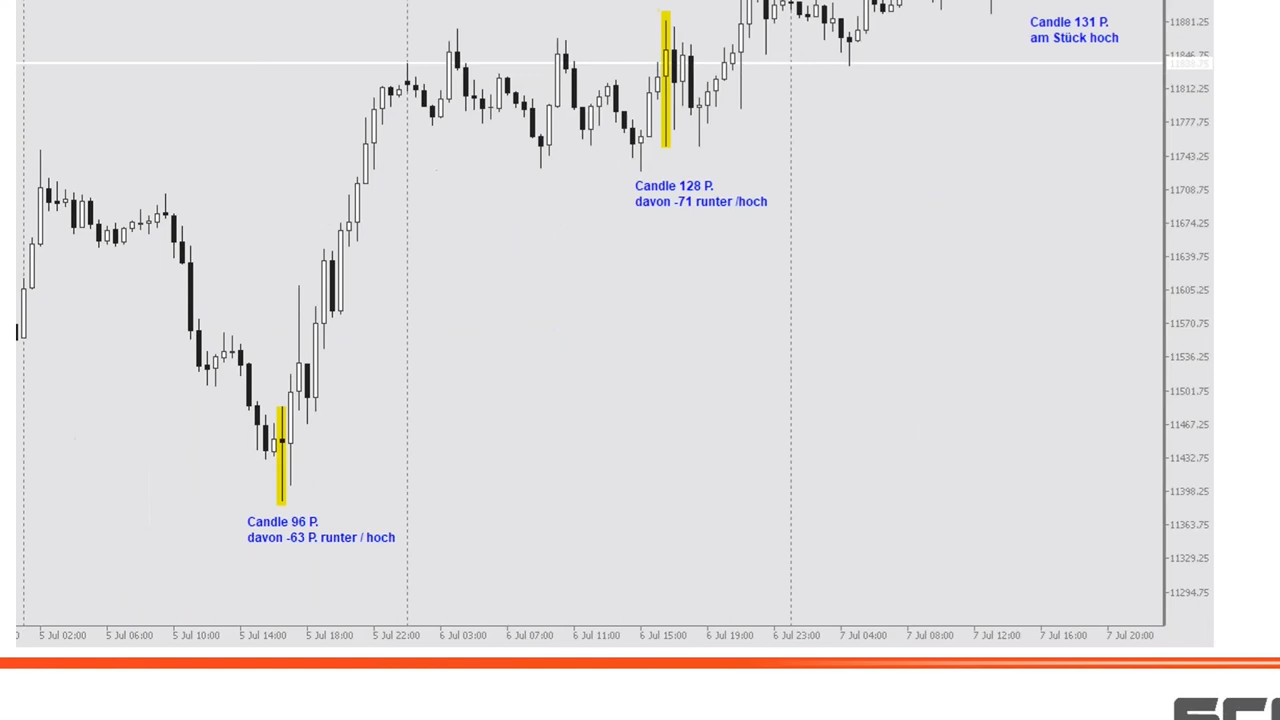 Candle 131 P.
am Stück hoch
Candle 128 P.
davon -71 runter /hoch
Candle 96 P.
davon -63 P. runter / hoch
11881.25
11846.75
11812.25
11777.75
11743.25
11708.75
11674.25
11639.75
11605.25
11570.75
11536.25
11501.75
11467.25
11432.75
11398.25
11363.75
11329.25
11294.75
5 Jul 02:00 5 Jul 06:00 5 Jul 10:00 5 Jul 14:00 5 Jul 18:00 5 Jul 22:00 6 Jul 03:00 6 Jul 07:00 6 Jul 11:00 6 Jul 15:00 6 Jul 19:00 6 Jul 23:00 7 Jul 04:00 7 Jul 08:00 7 Jul 12:00 7 Jul 16:00 7 Jul 20:00